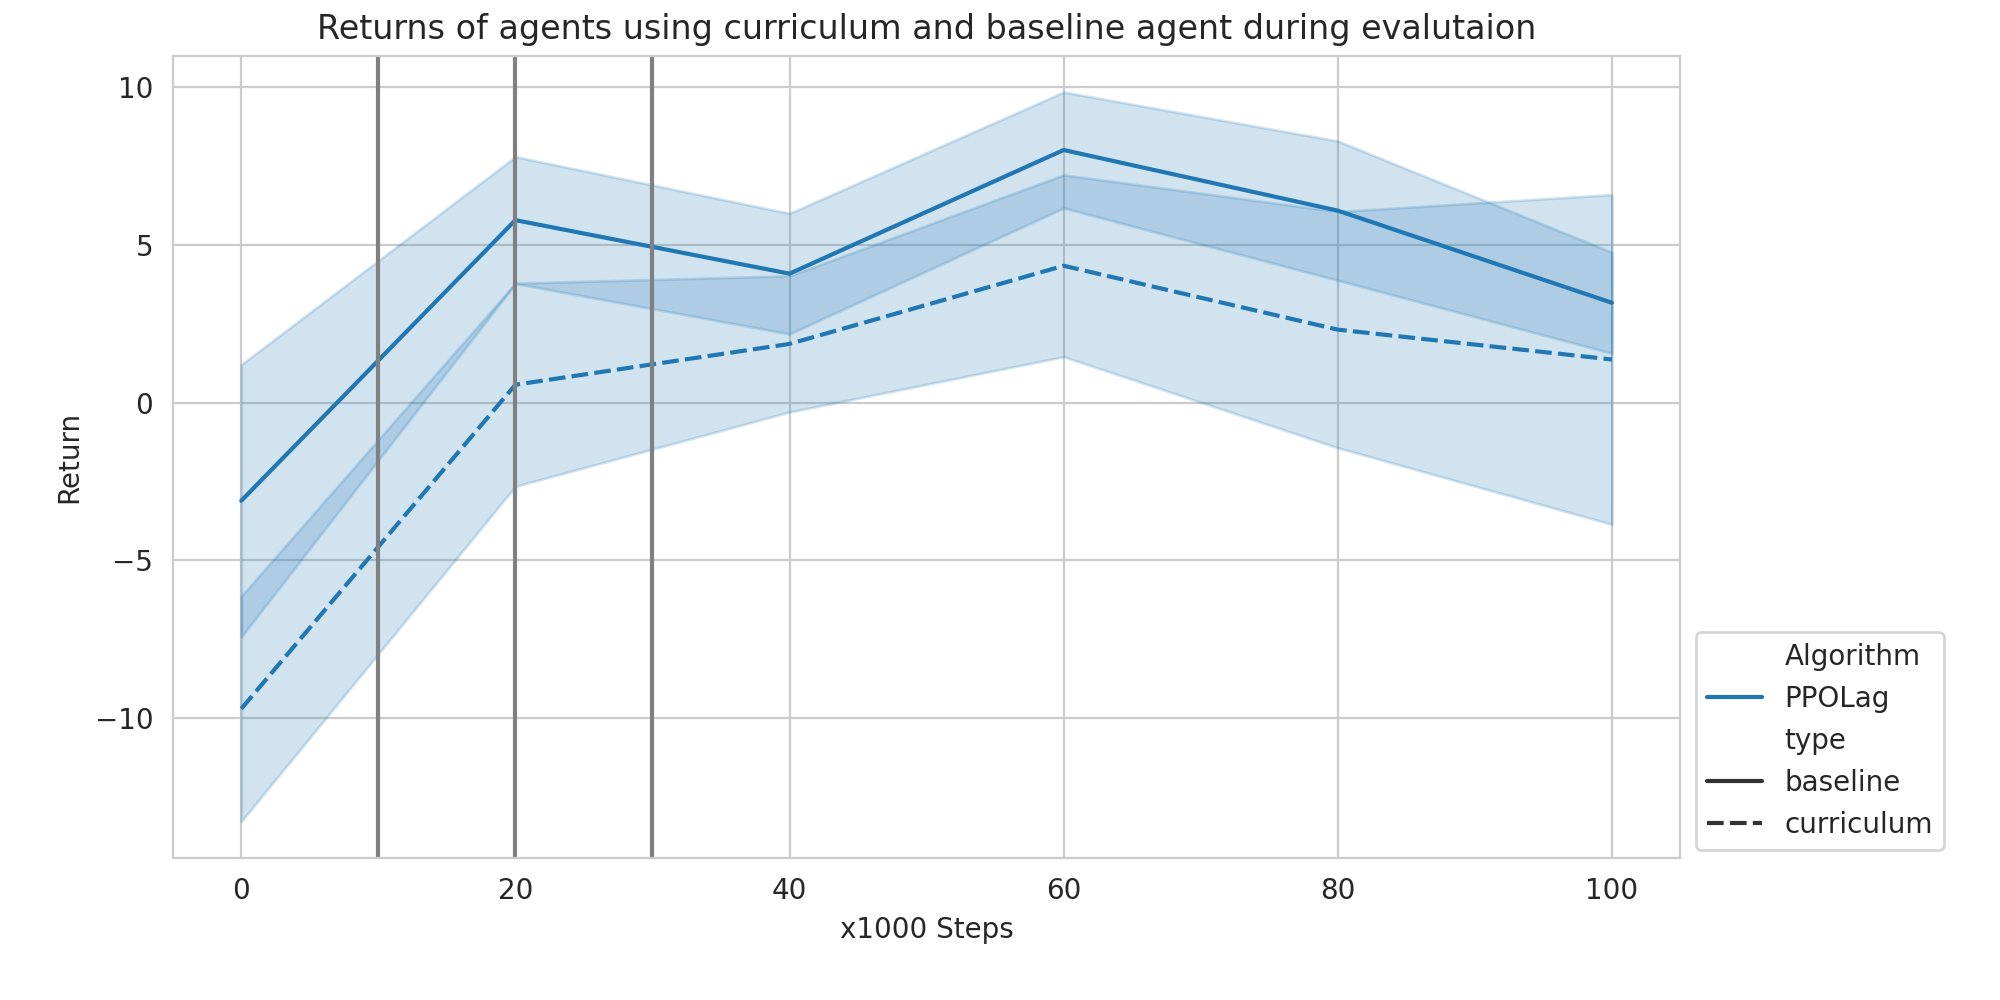 Returns of agents using curriculum and baseline agent during evalutaion
10
5
0
−5
−10
Return
0 20 40 60 80 100
x1000 Steps
Algorithm
PPOLag
type
baseline
curriculum